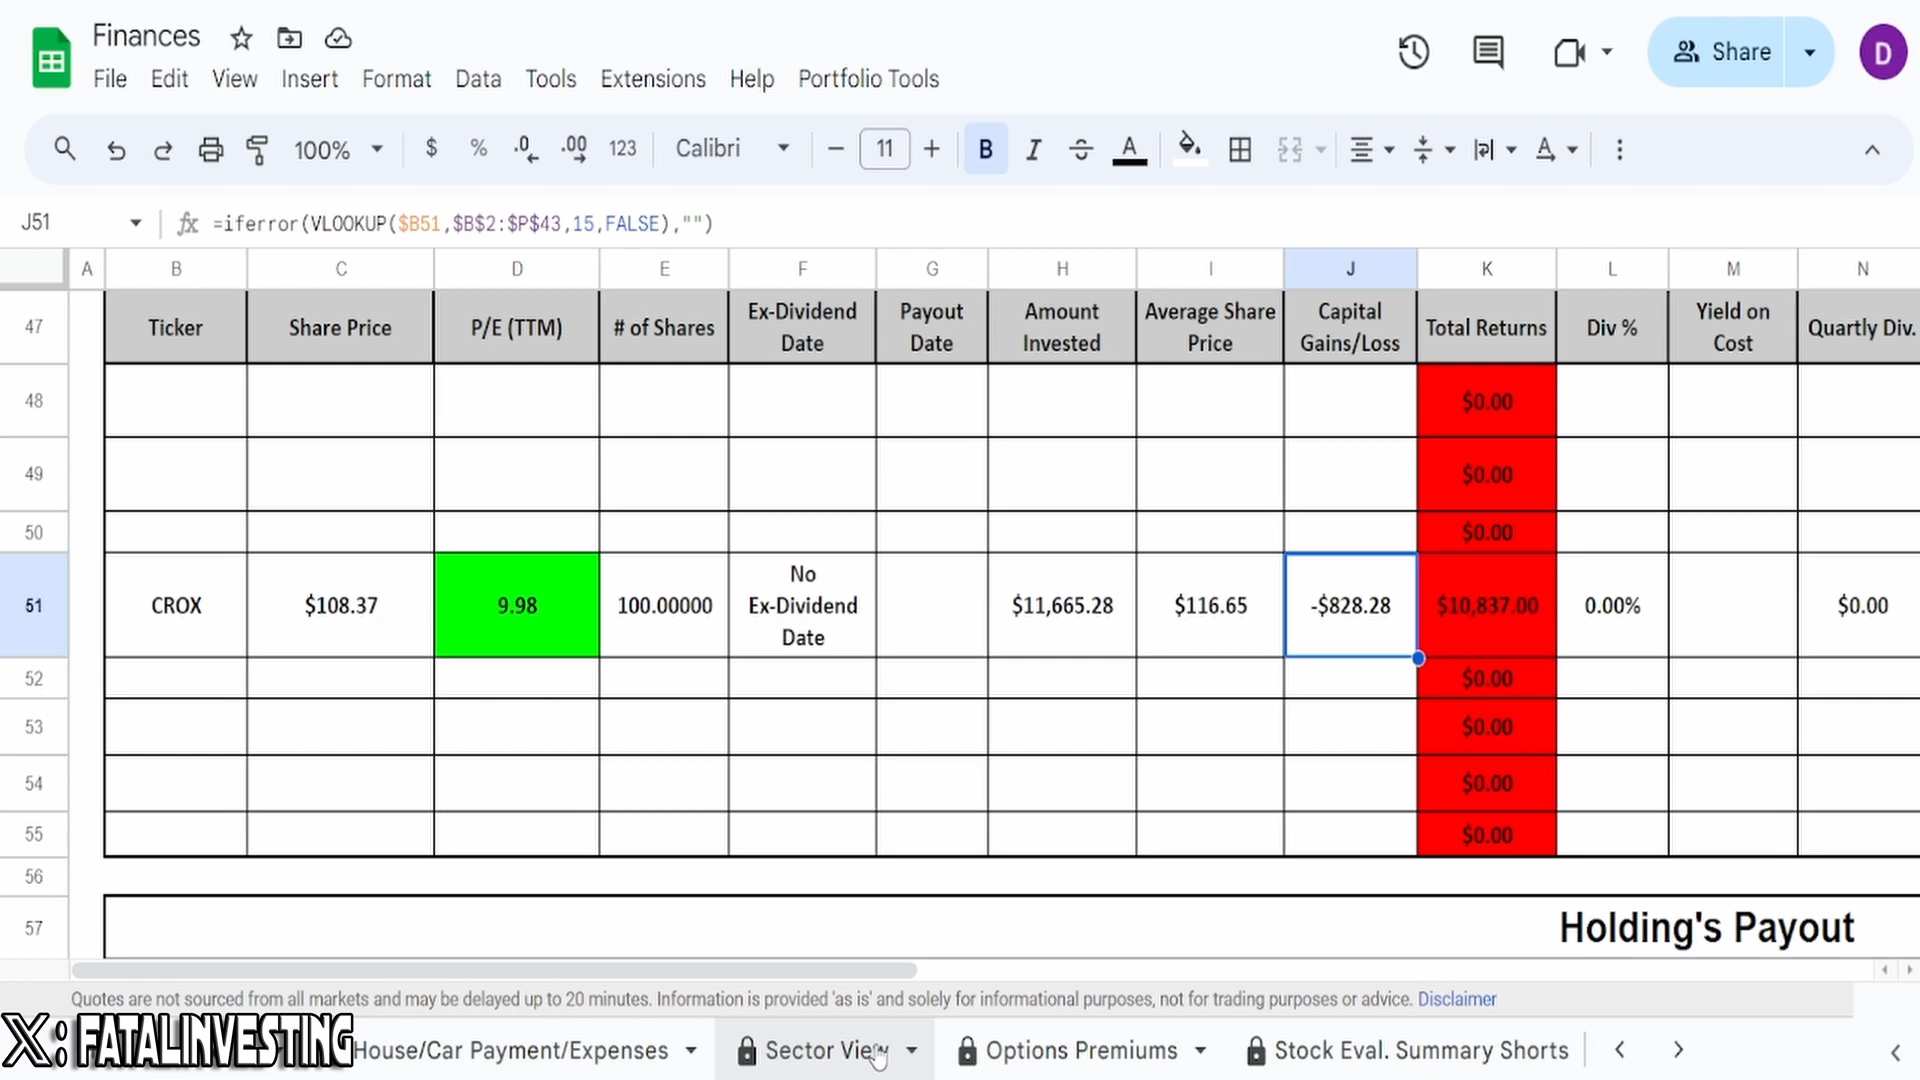 Finances
File Edit View Insert Format Data Tools Extensions Help Portfolio Tools
Share
D
100% $ % .0 .00 123 Calibri 11 B I A
J51 fx =iferror(VLOOKUP($B51,$B$2:$P$43,15,FALSE),"")
A B C D E F G H I J K L M N
47 Ticker Share Price P/E (TTM) # of Shares Ex-Dividend Date Payout Date Amount Invested Average Share Price Capital Gains/Loss Total Returns Div % Yield on Cost Quartly Div.
48 $0.00
49 $0.00
50 $0.00
51 CROX $108.37 9.98 100.00000 No Ex-Dividend Date $11,665.28 $116.65 -$828.28 $10,837.00 0.00% $0.00
52 $0.00
53 $0.00
54 $0.00
55 $0.00
56
57 Holding's Payout
Quotes are not sourced from all markets and may be delayed up to 20 minutes. Information is provided 'as is' and solely for informational purposes, not for trading purposes or advice. Disclaimer
X: FATALINVESTING House/Car Payment/Expenses Sector View Options Premiums Stock Eval. Summary Shorts